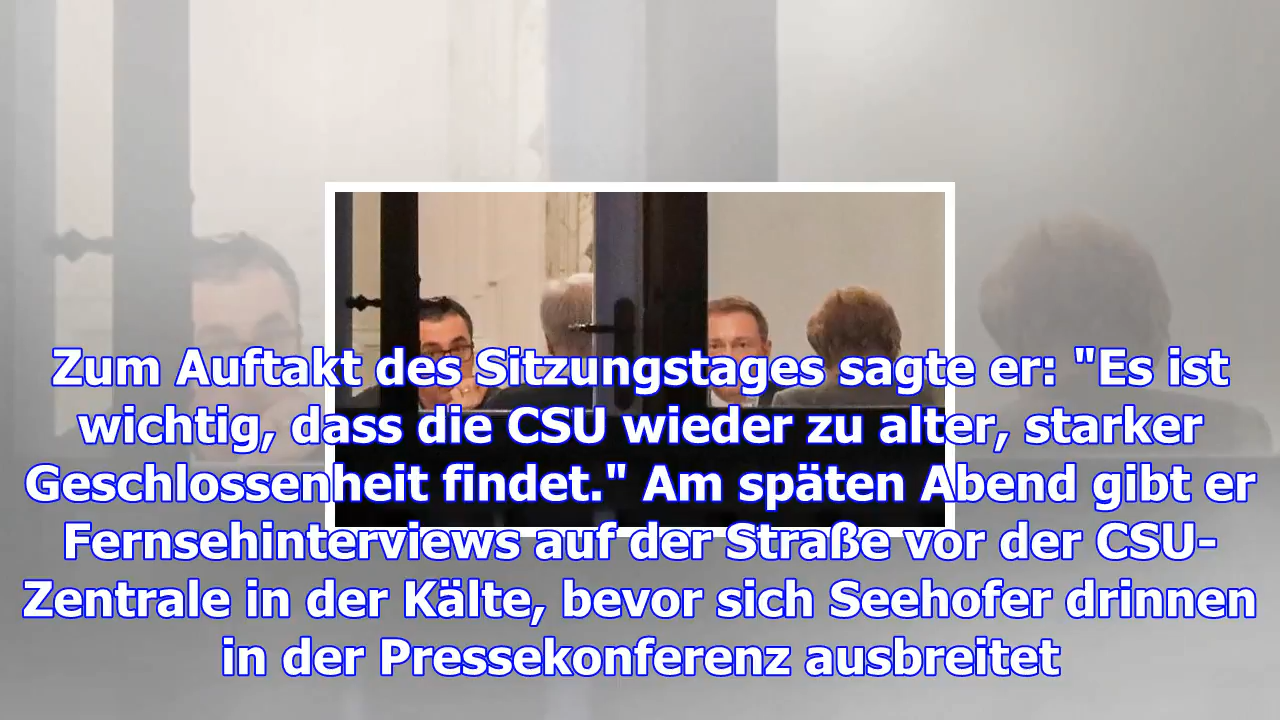 Zum Auftakt des Sitzungstages sagte er: "Es ist
wichtig, dass die CSU wieder zu alter, starker
Geschlossenheit findet." Am späten Abend gibt er
Fernsehinterviews auf der Straße vor der CSU-
Zentrale in der Kälte, bevor sich Seehofer drinnen
in der Pressekonferenz ausbreitet